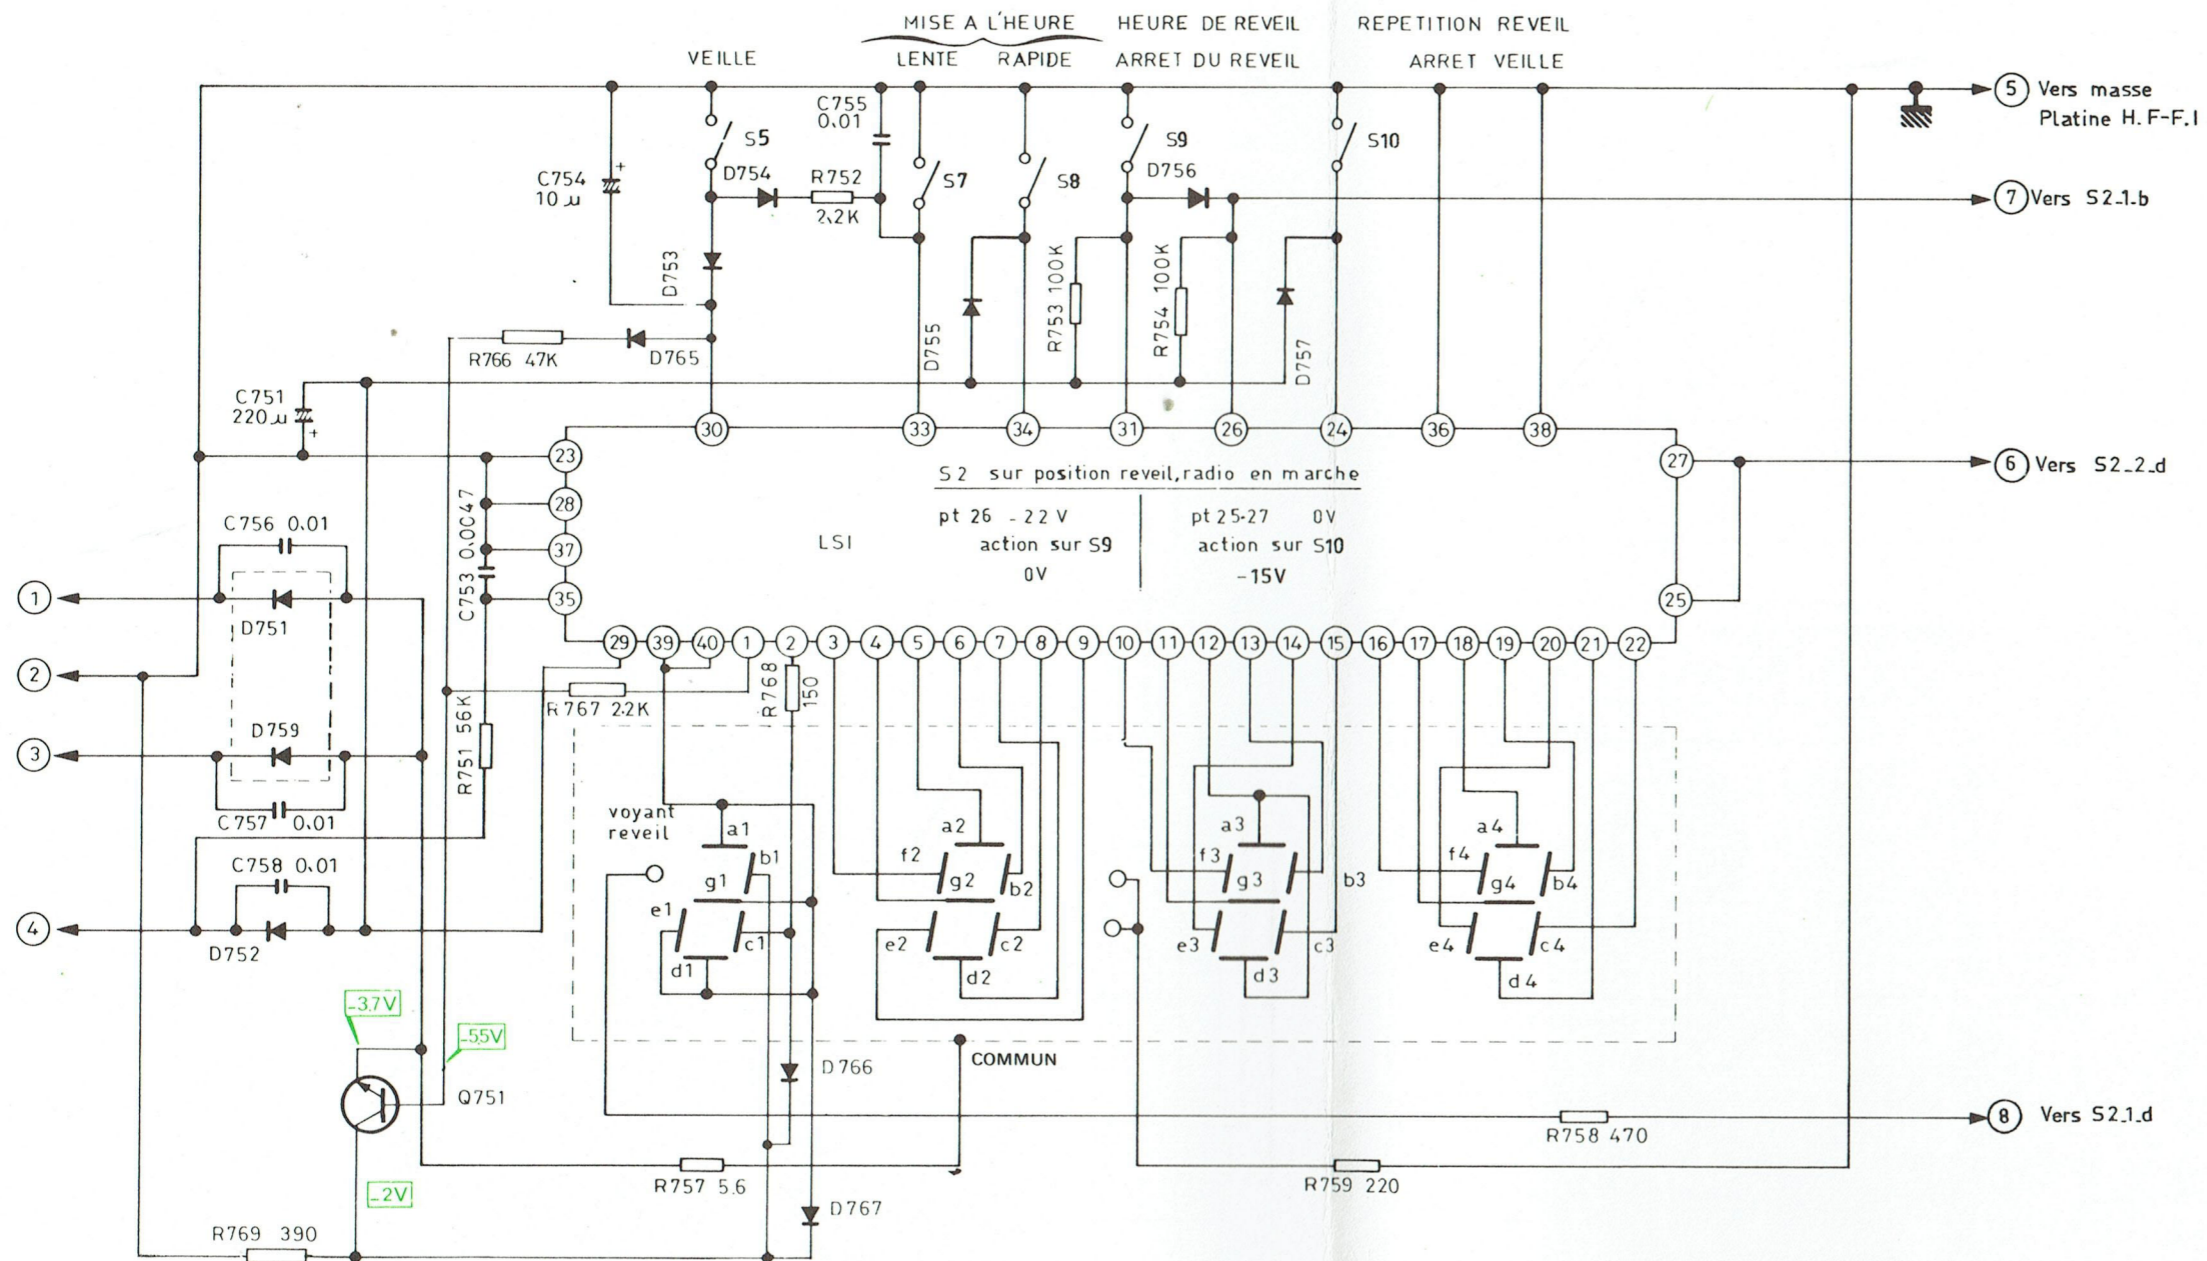 MISE A L'HEURE
HEURE DE REVEIL
REPETITION REVEIL
VEILLE
LENTE
RAPIDE
ARRET DU REVEIL
ARRET VEILLE
5
Vers masse
Platine H.F-F.I
C755
0.01
S5
S9
S10
C754
10 µ
+
D754
R752
2.2K
S7
S8
D756
7
Vers S2_1_b
D753
R766 47K
D765
D755
R753 100K
R754 100K
D757
C751
220µ
+
30
33
34
31
26
24
36
38
23
27
6
Vers S2_2_d
S2 sur position reveil, radio en marche
28
LSI
pt 26 -22 V
action sur S9
0V
pt 25-27 0V
action sur S10
-15V
37
C753 0.0C47
C756 0.01
35
25
1
D751
29
39
40
1
2
3
4
5
6
7
8
9
10
11
12
13
14
15
16
17
18
19
20
21
22
2
R767 2.2K
R768
150
R751 56K
3
D759
C757 0.01
voyant
reveil
a1
b1
g1
e1
c1
d1
a2
f2
g2
b2
e2
c2
d2
a3
f3
g3
b3
e3
c3
d3
a4
f4
g4
b4
e4
c4
d4
C758 0.01
4
D752
-3.7V
-5.5V
COMMUN
Q751
D766
R758 470
8
Vers S2_1_d
R757 5.6
R759 220
-2V
D767
R769 390